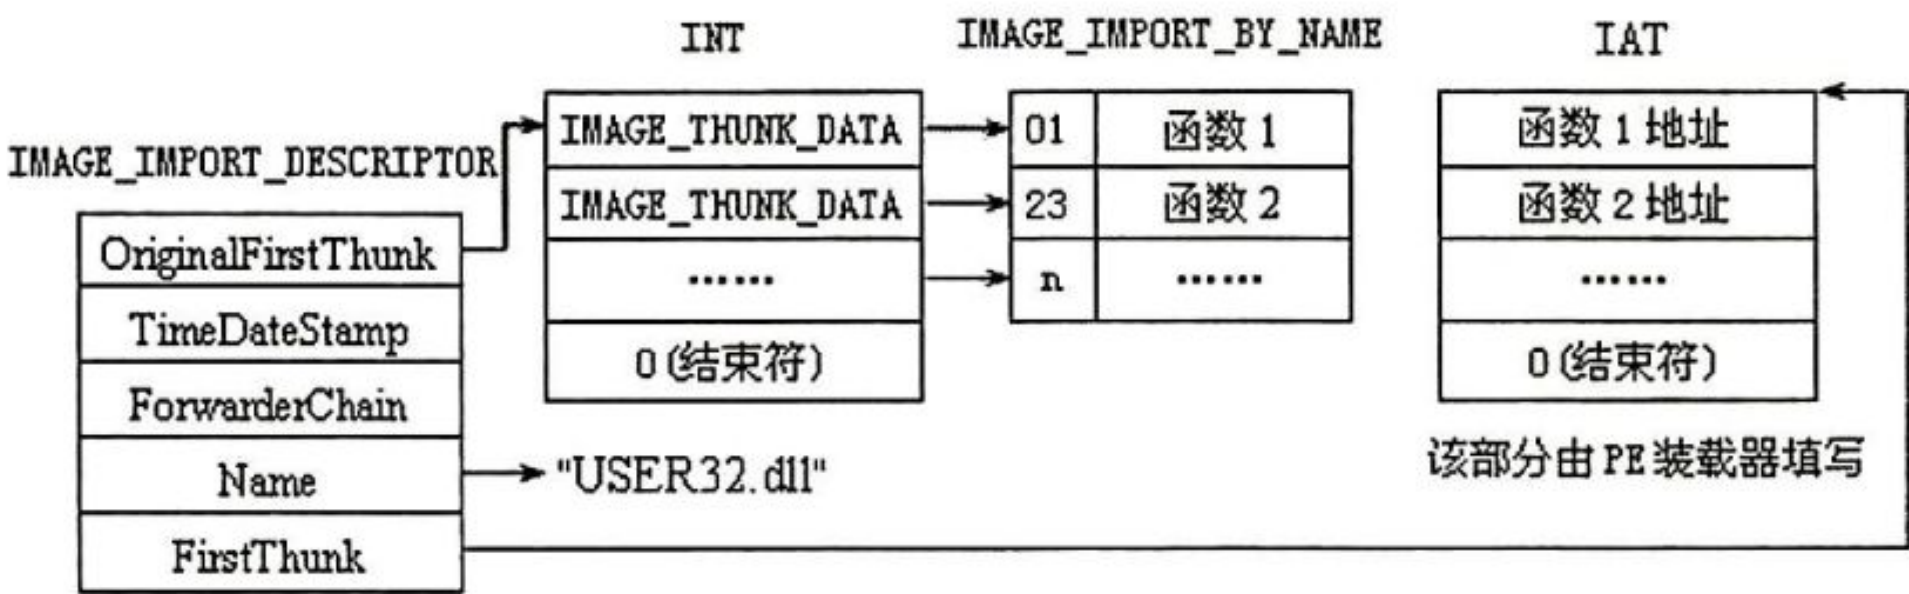 INT
IMAGE_IMPORT_BY_NAME
IAT
IMAGE_IMPORT_DESCRIPTOR
OriginalFirstThunk
TimeDateStamp
ForwarderChain
Name
FirstThunk
IMAGE_THUNK_DATA
IMAGE_THUNK_DATA
……
0(结束符)
"USER32.dll"
01 函数1
23 函数2
n ……
函数1地址
函数2地址
……
0(结束符)
该部分由PE装载器填写